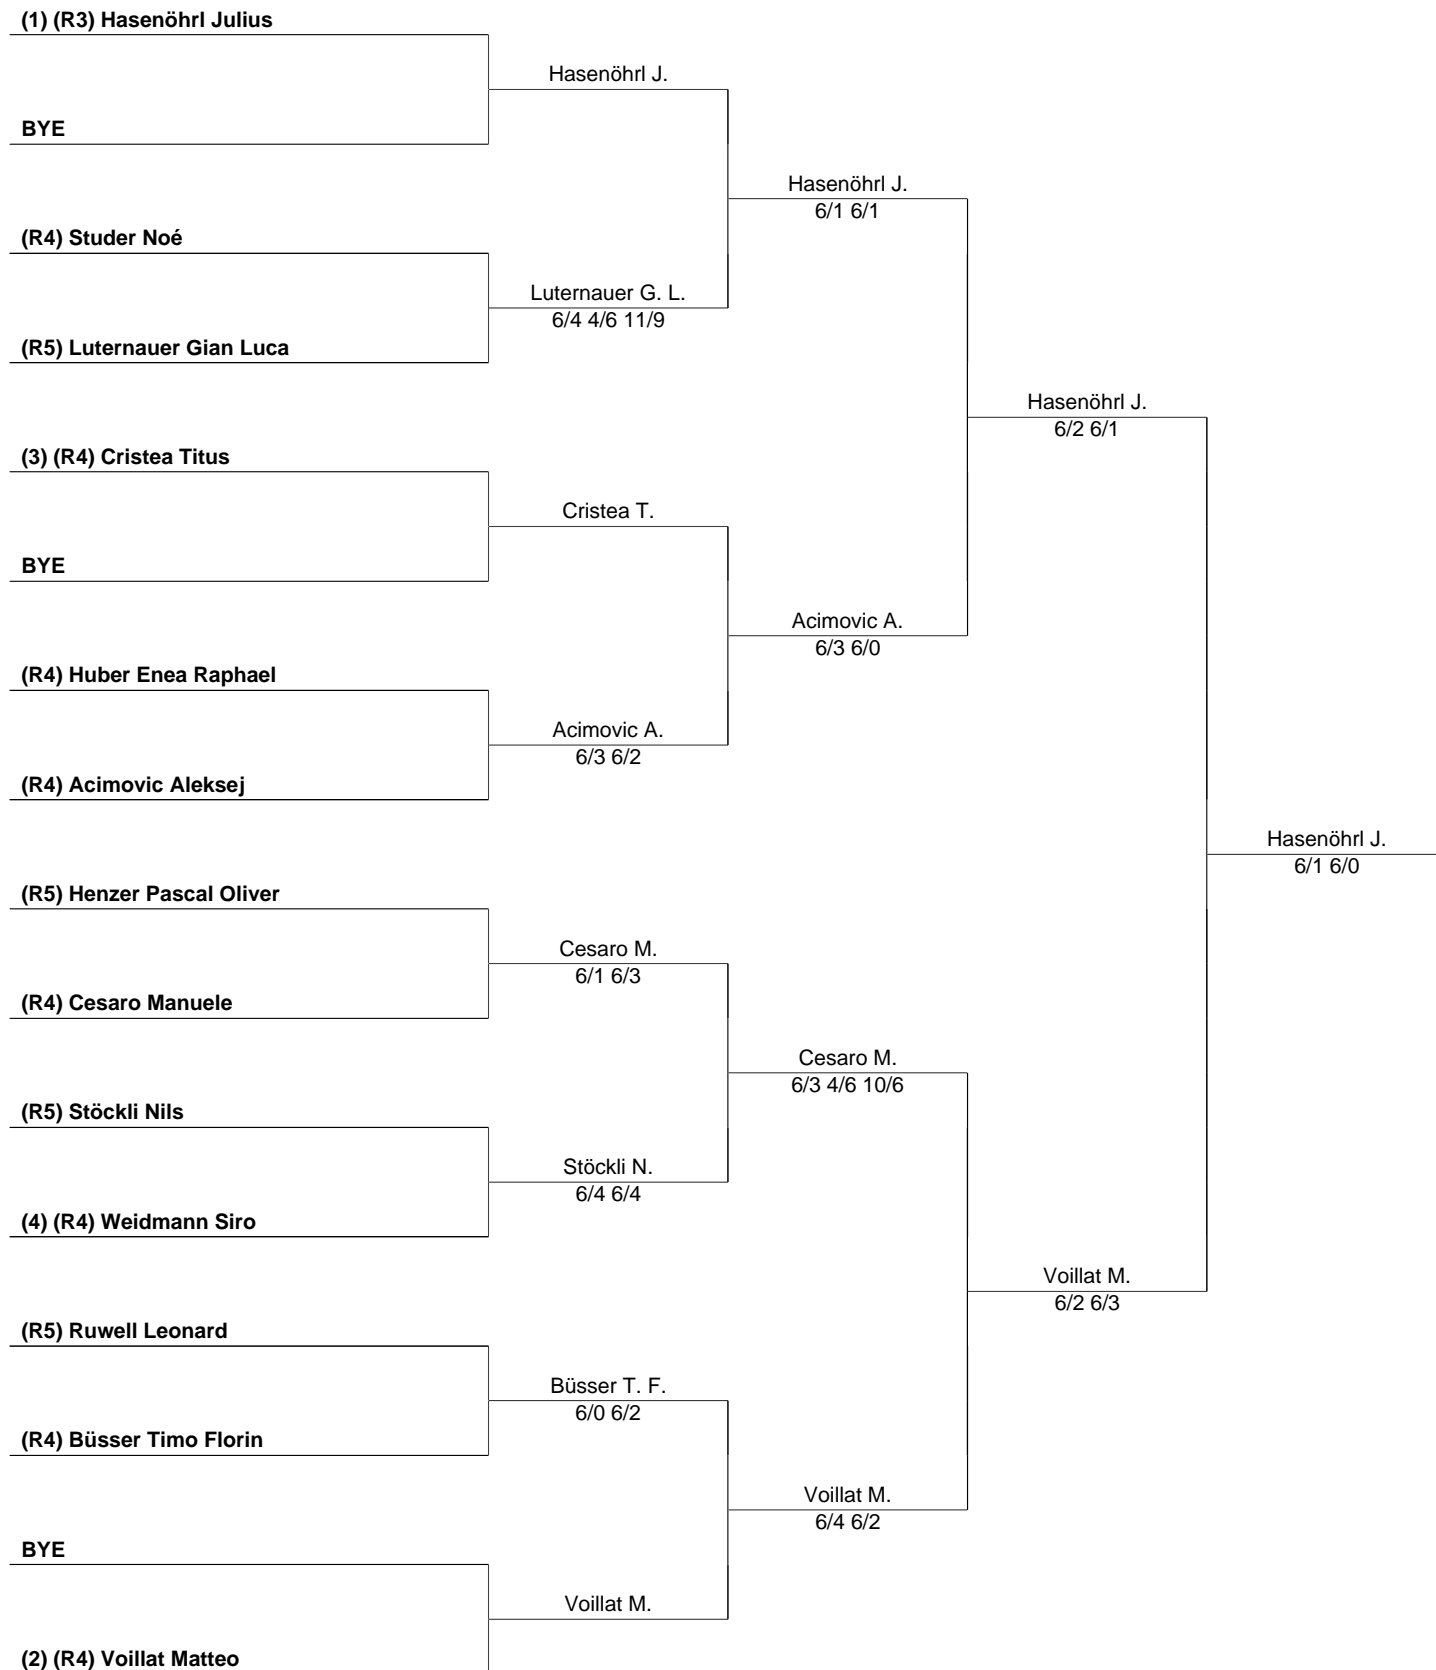 (1) (R3) Hasenöhrl Julius
Hasenöhrl J.
BYE
Hasenöhrl J.
6/1 6/1
(R4) Studer Noé
Luternauer G. L.
6/4 4/6 11/9
(R5) Luternauer Gian Luca
Hasenöhrl J.
6/2 6/1
(3) (R4) Cristea Titus
Cristea T.
BYE
Acimovic A.
6/3 6/0
(R4) Huber Enea Raphael
Acimovic A.
6/3 6/2
(R4) Acimovic Aleksej
Hasenöhrl J.
6/1 6/0
(R5) Henzer Pascal Oliver
Cesaro M.
6/1 6/3
(R4) Cesaro Manuele
Cesaro M.
6/3 4/6 10/6
(R5) Stöckli Nils
Stöckli N.
6/4 6/4
(4) (R4) Weidmann Siro
Voillat M.
6/2 6/3
(R5) Ruwell Leonard
Büsser T. F.
6/0 6/2
(R4) Büsser Timo Florin
Voillat M.
6/4 6/2
BYE
Voillat M.
(2) (R4) Voillat Matteo